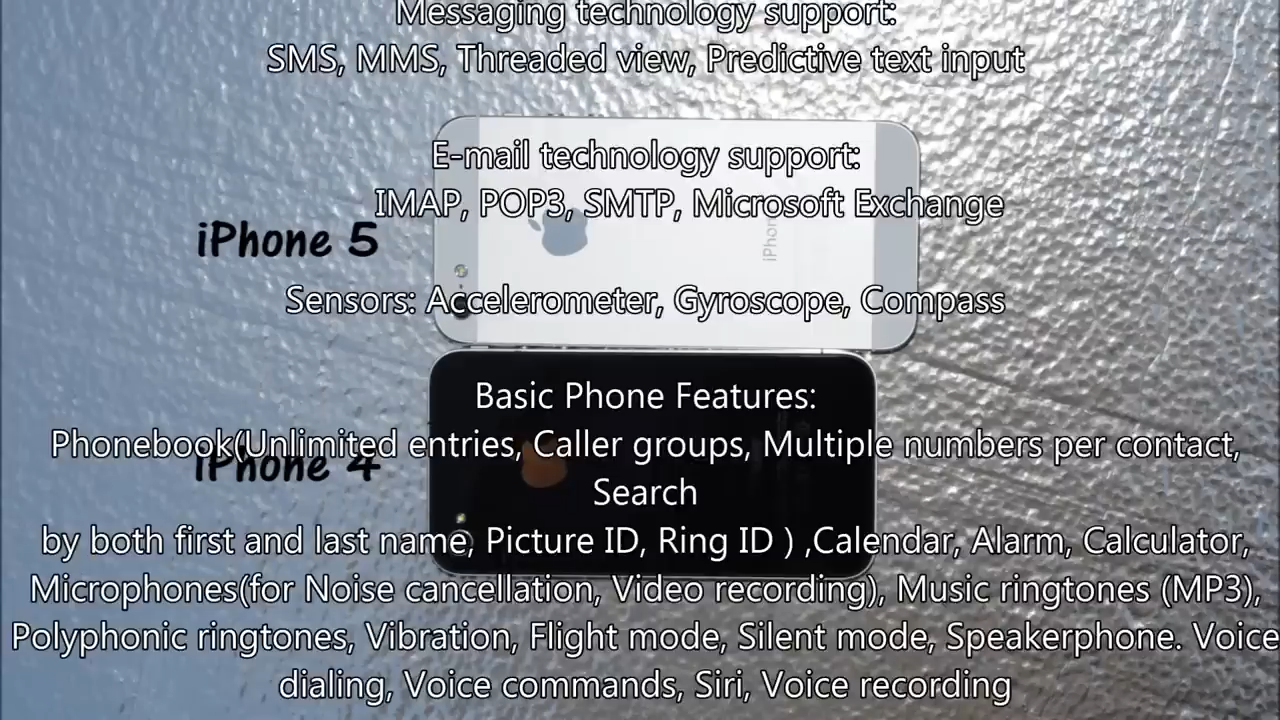 Messaging technology support:
SMS, MMS, Threaded view, Predictive text input
E-mail technology support:
IMAP, POP3, SMTP, Microsoft Exchange
iPhone 5
iPhon
Sensors: Accelerometer, Gyroscope, Compass
Basic Phone Features:
Phonebook(Unlimited entries, Caller groups, Multiple numbers per contact,
iPhone 4
Search
by both first and last name, Picture ID, Ring ID ) ,Calendar, Alarm, Calculator,
Microphones(for Noise cancellation, Video recording), Music ringtones (MP3),
Polyphonic ringtones, Vibration, Flight mode, Silent mode, Speakerphone. Voice
dialing, Voice commands, Siri, Voice recording